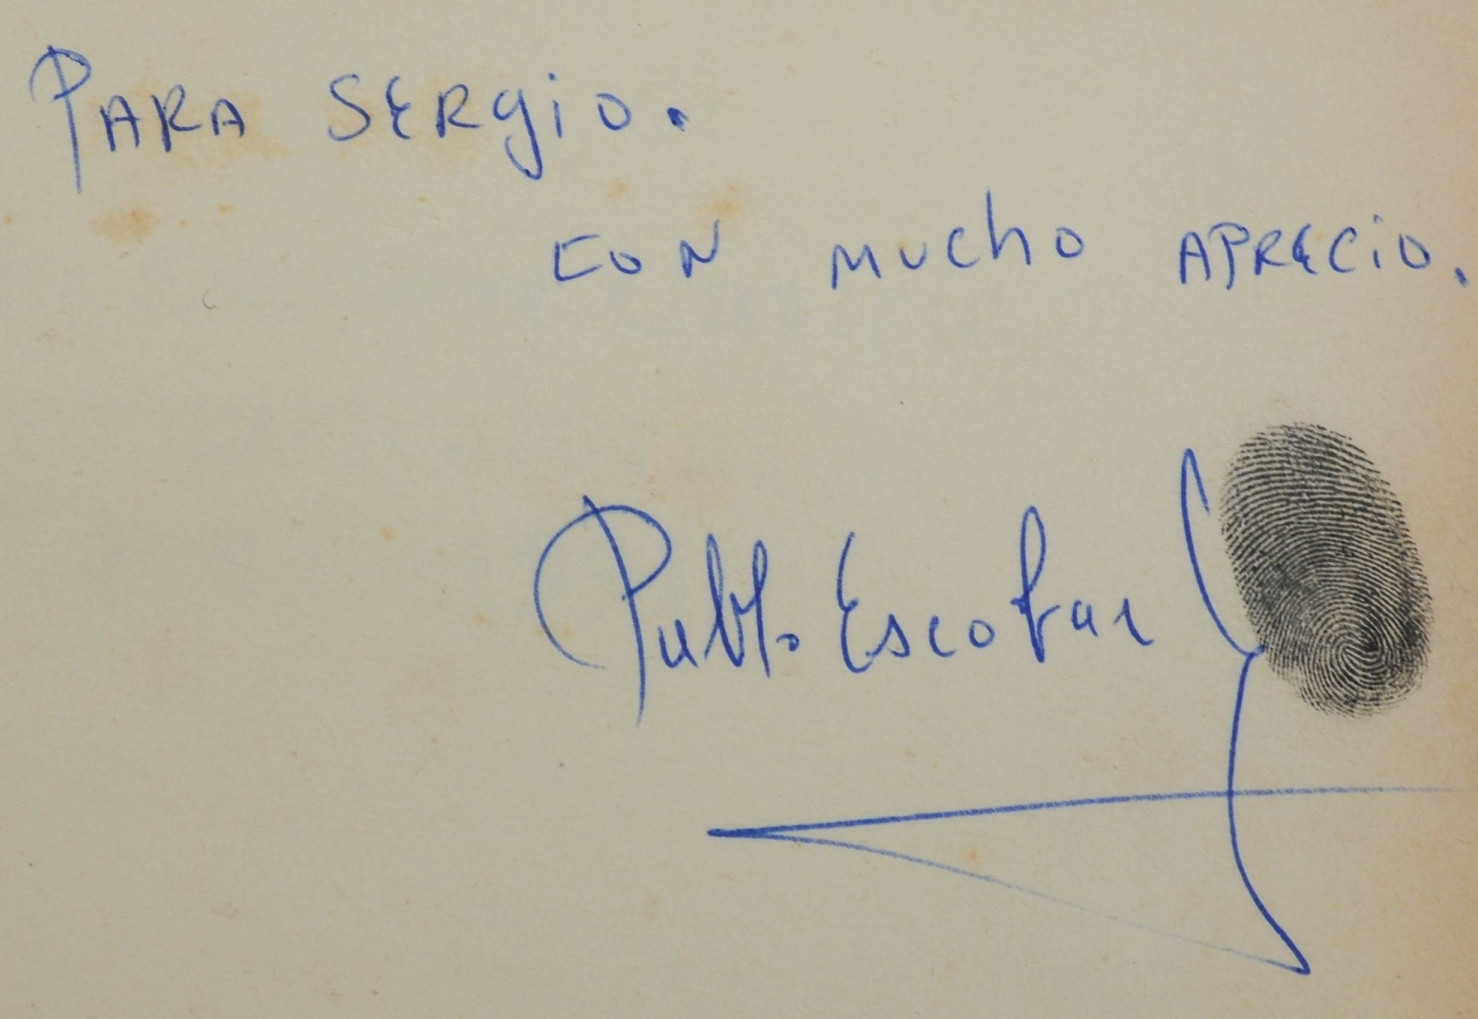 PARA SERgiO.
CON MUChO APRECiO.
Pablo Escobar G